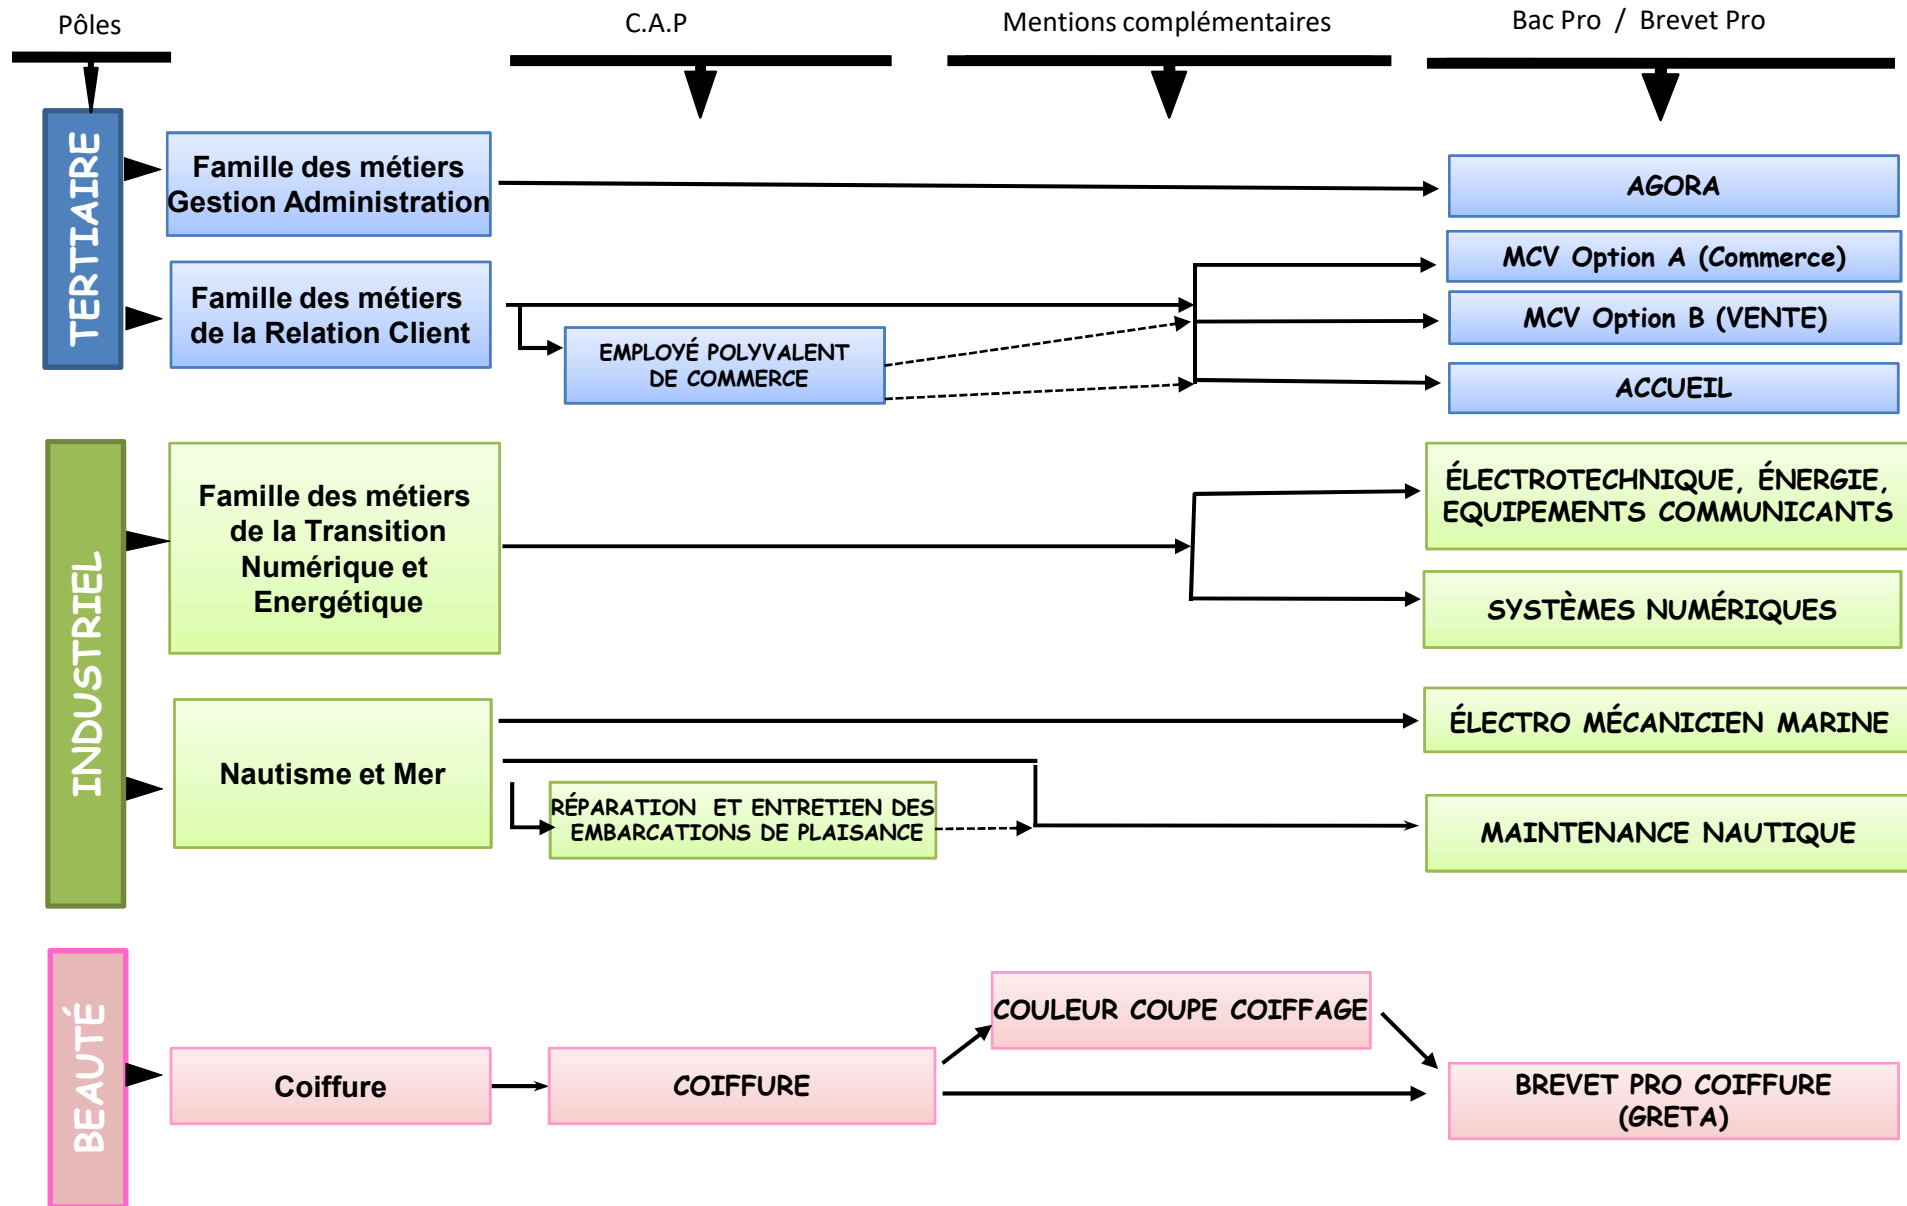 Pôles
C.A.P
Mentions complémentaires
Bac Pro / Brevet Pro
TERTIAIRE
Famille des métiers
Gestion Administration
AGORA
Famille des métiers
de la Relation Client
EMPLOYÉ POLYVALENT
DE COMMERCE
MCV Option A (Commerce)
MCV Option B (VENTE)
ACCUEIL
INDUSTRIEL
Famille des métiers
de la Transition
Numérique et
Energétique
ÉLECTROTECHNIQUE, ÉNERGIE,
EQUIPEMENTS COMMUNICANTS
SYSTÈMES NUMÉRIQUES
Nautisme et Mer
RÉPARATION ET ENTRETIEN DES
EMBARCATIONS DE PLAISANCE
ÉLECTRO MÉCANICIEN MARINE
MAINTENANCE NAUTIQUE
BEAUTÉ
Coiffure
COIFFURE
COULEUR COUPE COIFFAGE
BREVET PRO COIFFURE
(GRETA)